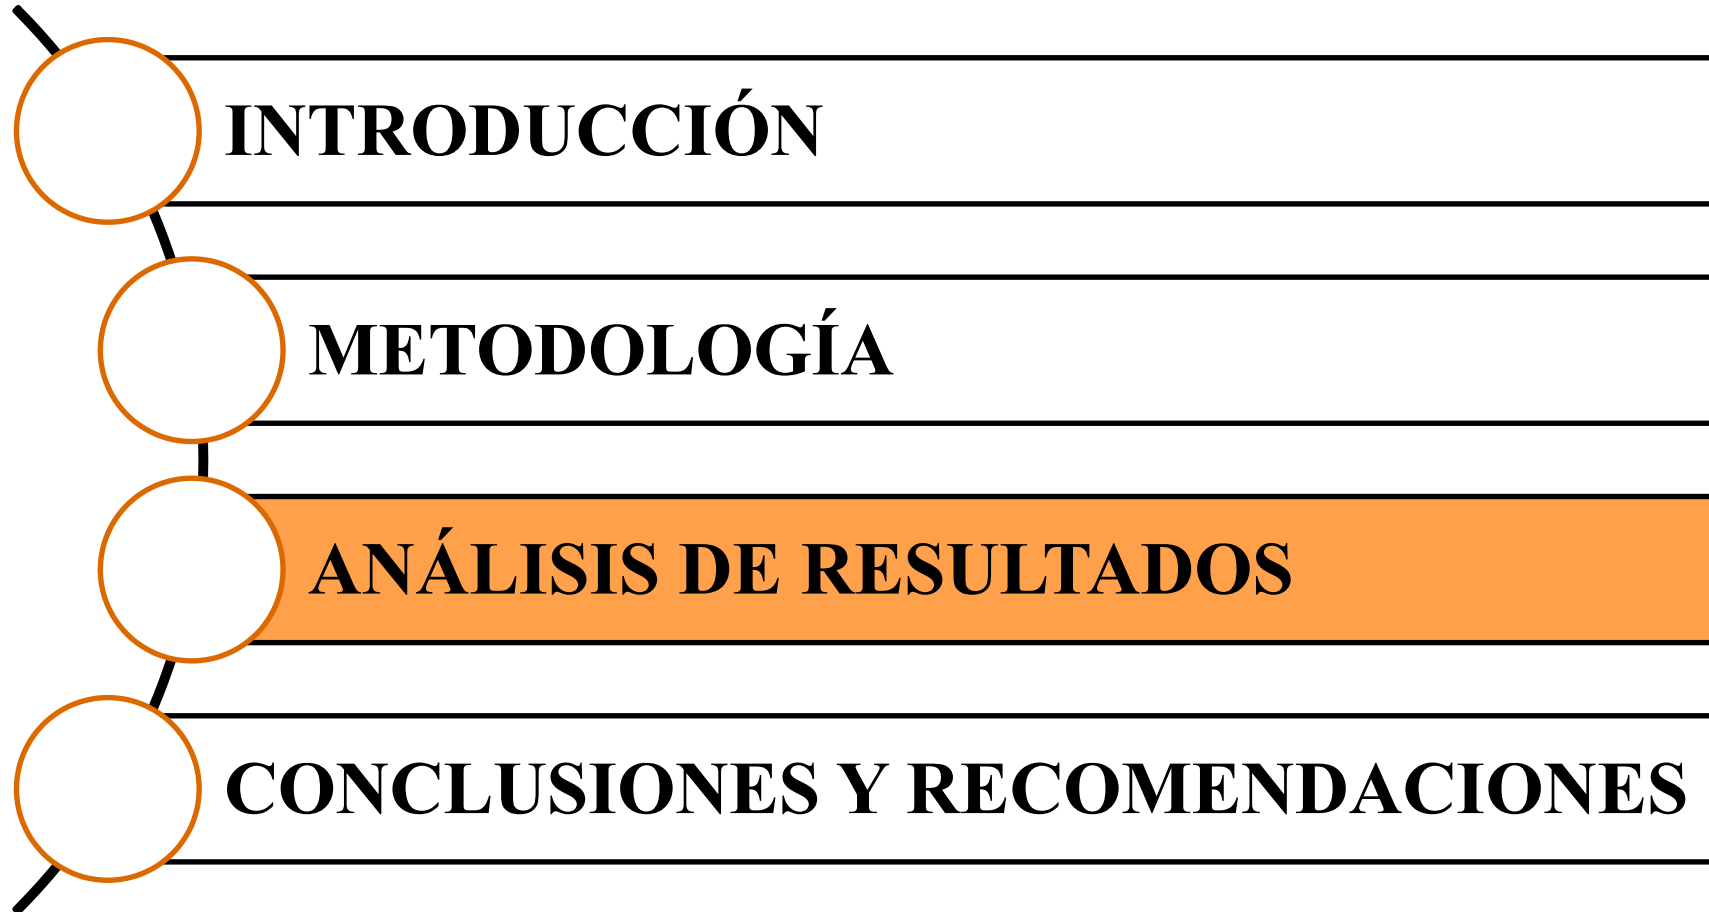 INTRODUCCIÓN
METODOLOGÍA
ANÁLISIS DE RESULTADOS
CONCLUSIONES Y RECOMENDACIONES